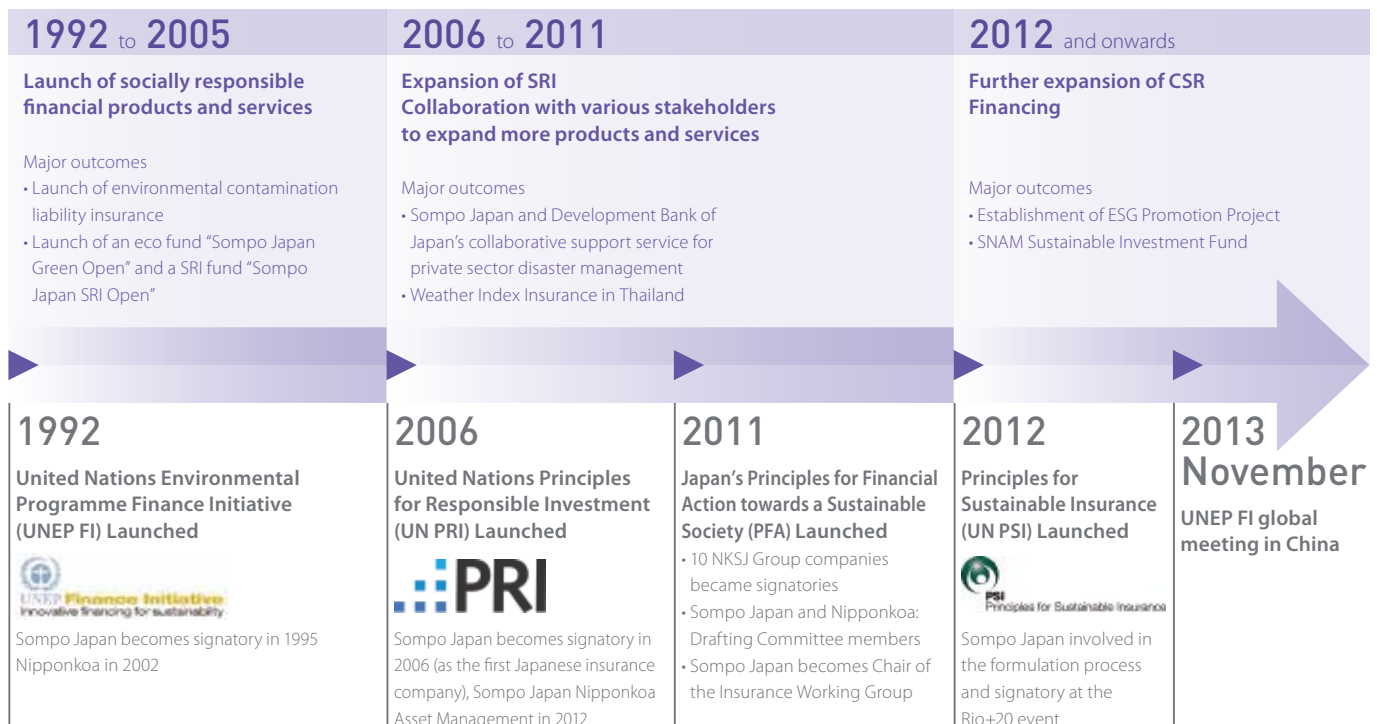 1992 to 2005
Launch of socially responsible
financial products and services
Major outcomes
• Launch of environmental contamination
liability insurance
• Launch of an eco fund “Sompo Japan
Green Open” and a SRI fund “Sompo
Japan SRI Open”
2006 to 2011
Expansion of SRI
Collaboration with various stakeholders
to expand more products and services
Major outcomes
• Sompo Japan and Development Bank of
Japan’s collaborative support service for
private sector disaster management
• Weather Index Insurance in Thailand
2012 and onwards
Further expansion of CSR
Financing
Major outcomes
• Establishment of ESG Promotion Project
• SNAM Sustainable Investment Fund
1992
United Nations Environmental
Programme Finance Initiative
(UNEP FI) Launched
UNEP Finance Initiative
Innovative financing for sustainability
Sompo Japan becomes signatory in 1995
Nipponkoa in 2002
2006
United Nations Principles
for Responsible Investment
(UN PRI) Launched
PRI
Sompo Japan becomes signatory in
2006 (as the first Japanese insurance
company), Sompo Japan Nipponkoa
Asset Management in 2012
2011
Japan’s Principles for Financial
Action towards a Sustainable
Society (PFA) Launched
• 10 NKSJ Group companies
became signatories
• Sompo Japan and Nipponkoa:
Drafting Committee members
• Sompo Japan becomes Chair of
the Insurance Working Group
2012
Principles for
Sustainable Insurance
(UN PSI) Launched
PSI
Principles for Sustainable Insurance
Sompo Japan involved in
the formulation process
and signatory at the
Rio+20 event
2013
November
UNEP FI global
meeting in China